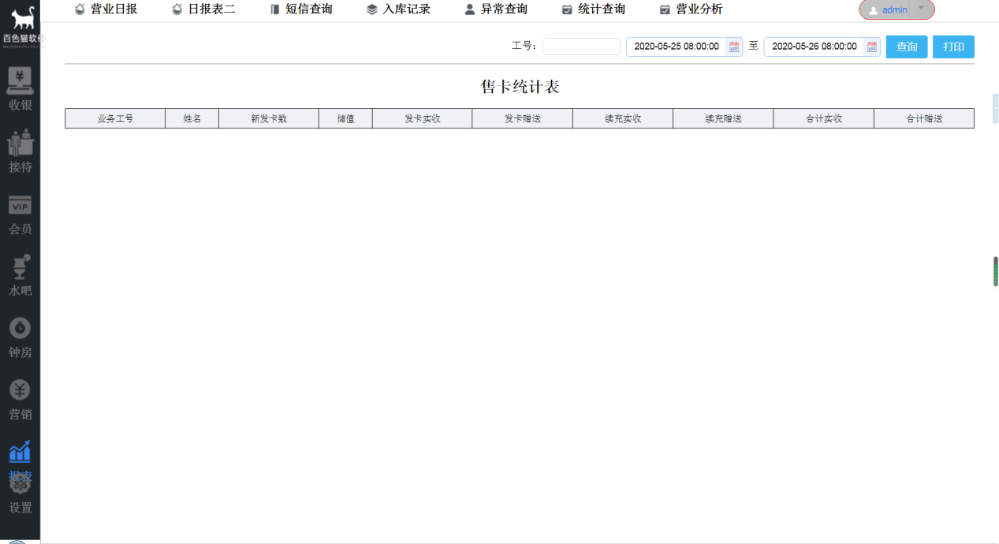 营业日报 日报表二 短信查询 入库记录 异常查询 统计查询 营业分析 admin
百色猫软件
工号： 2020-05-25 08:00:00 至 2020-05-26 08:00:00 查询 打印
售卡统计表
业务工号 姓名 新发卡数 储值 发卡实收 发卡赠送 续充实收 续充赠送 合计实收 合计赠送
¥
收银
接待
VIP
会员
水吧
钟房
¥
营销
报表
设置